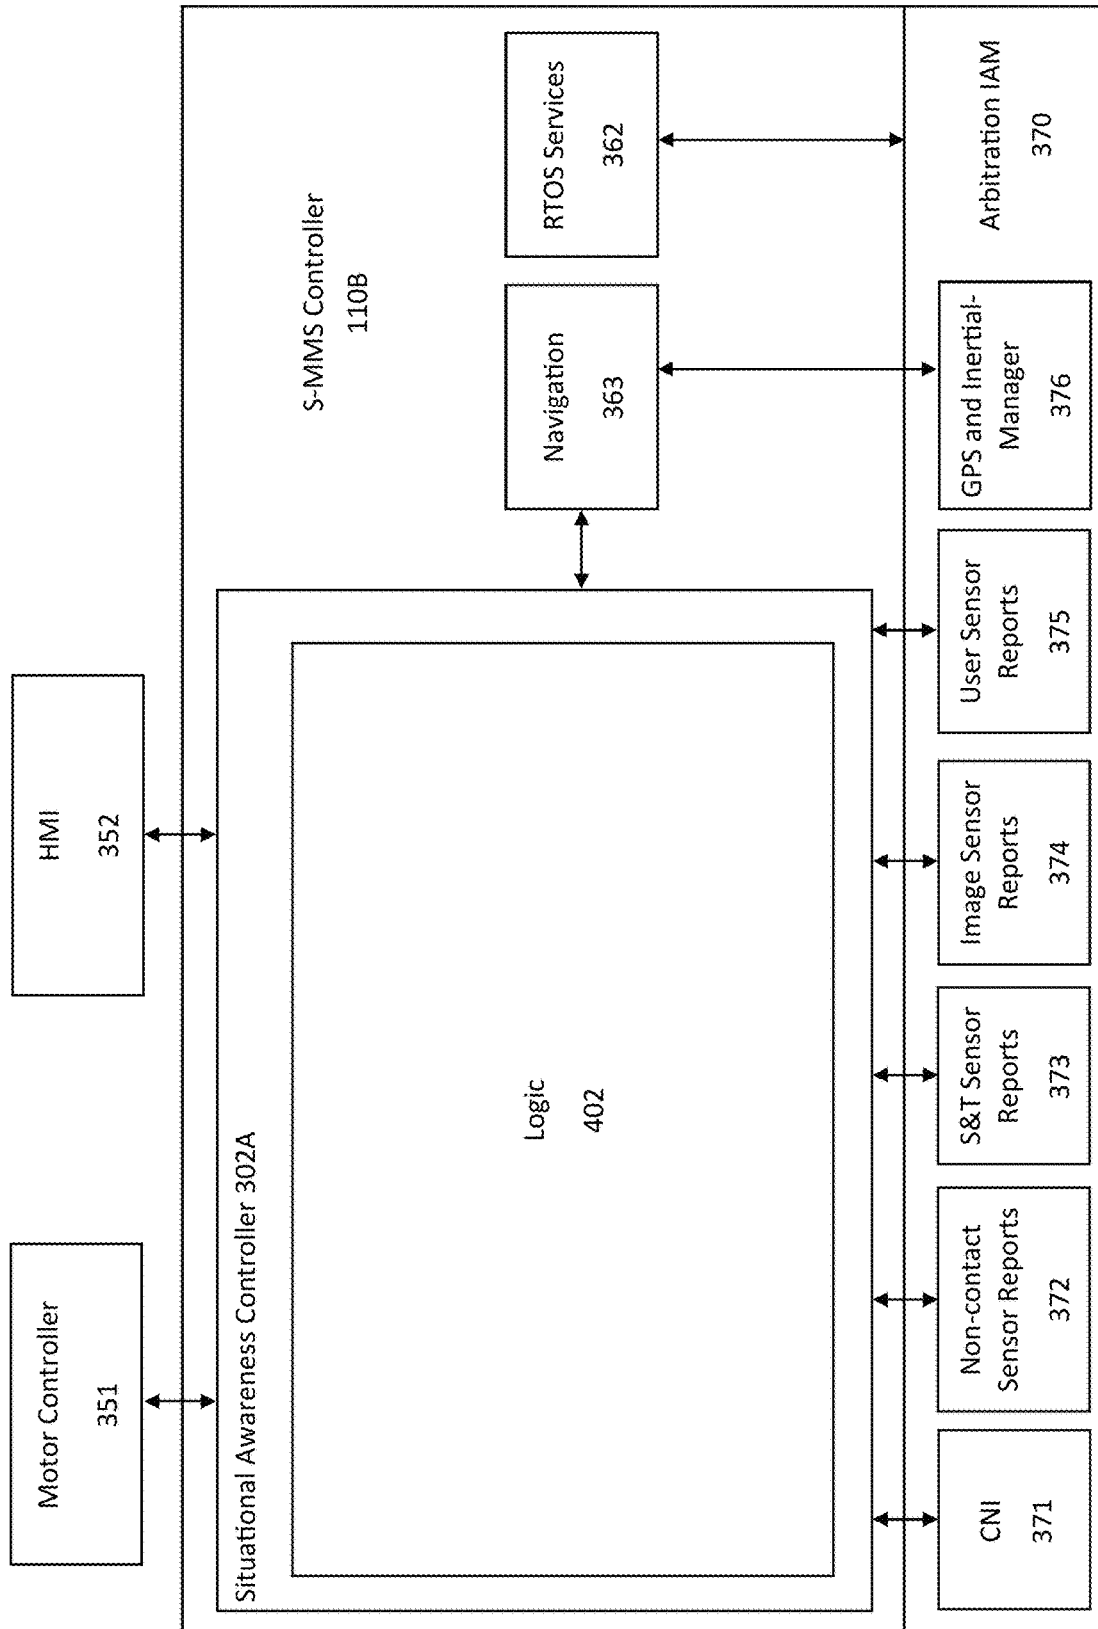 Motor Controller
351
HMI
352
S-MMS Controller
110B
Situational Awareness Controller 302A
Logic
402
Navigation
363
RTOS Services
362
CNI
371
Non-contact
Sensor Reports
372
S&T Sensor
Reports
373
Image Sensor
Reports
374
User Sensor
Reports
375
GPS and Inertial-
Manager
376
Arbitration IAM
370